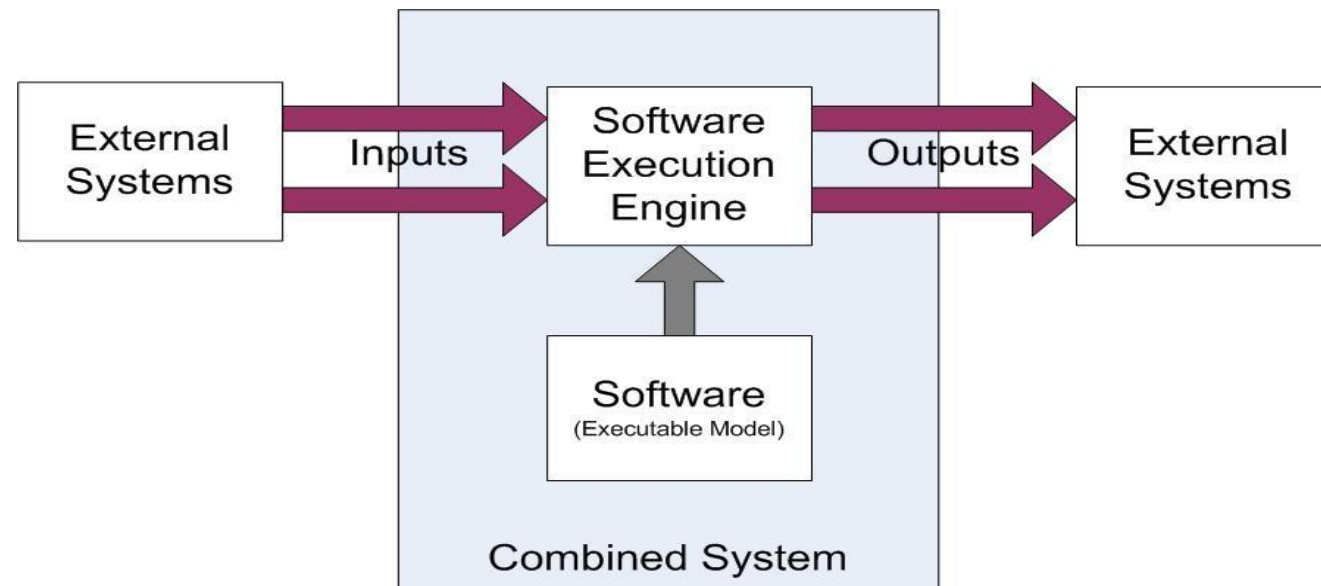 External
Systems
Inputs
Software
Execution
Engine
Outputs
External
Systems
Software
(Executable Model)
Combined System